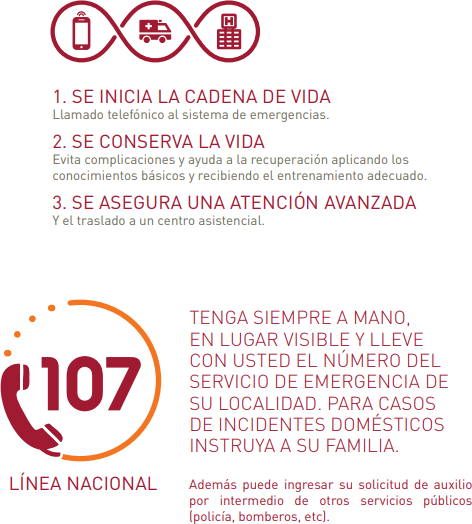 H
1. SE INICIA LA CADENA DE VIDA
Llamado telefónico al sistema de emergencias.
2. SE CONSERVA LA VIDA
Evita complicaciones y ayuda a la recuperación aplicando los
conocimientos básicos y recibiendo el entrenamiento adecuado.
3. SE ASEGURA UNA ATENCIÓN AVANZADA
Y el traslado a un centro asistencial.
107
LÍNEA NACIONAL
TENGA SIEMPRE A MANO,
EN LUGAR VISIBLE Y LLEVE
CON USTED EL NÚMERO DEL
SERVICIO DE EMERGENCIA DE
SU LOCALIDAD. PARA CASOS
DE INCIDENTES DOMÉSTICOS
INSTRUYA A SU FAMILIA.
Además puede ingresar su solicitud de auxilio
por intermedio de otros servicios públicos
(policía, bomberos, etc).